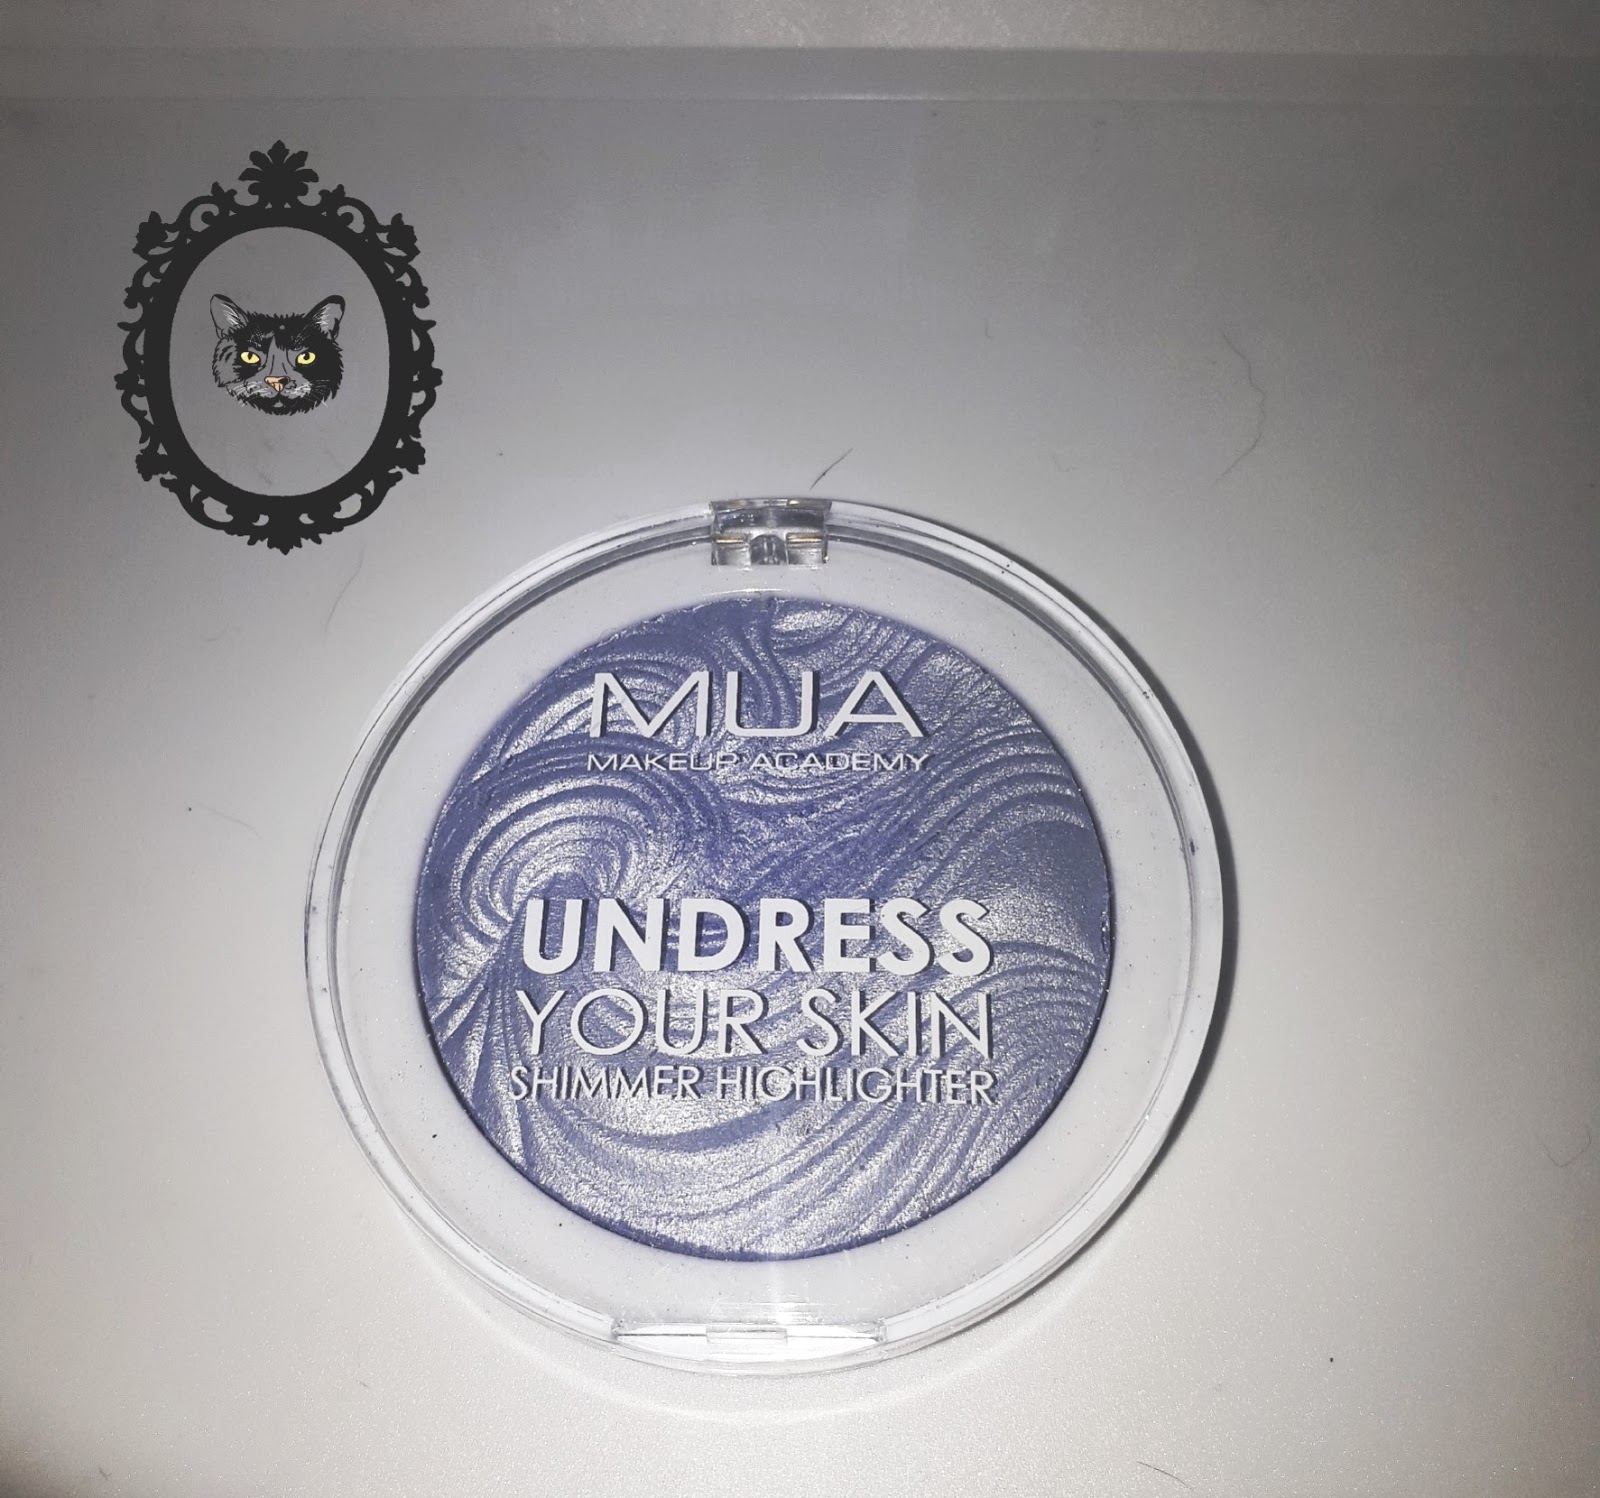 MUA
MAKEUP ACADEMY
UNDRESS
YOUR SKIN
SHIMMER HIGHLIGHTER